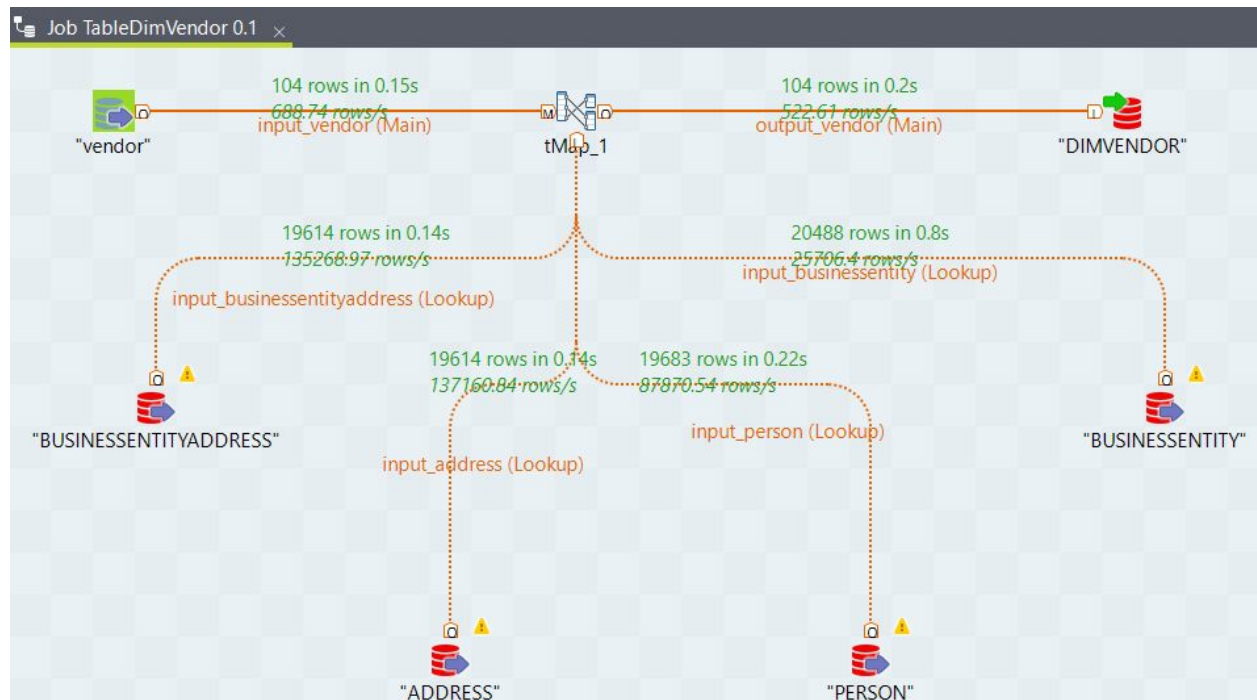 Job TableDimVendor 0.1
104 rows in 0.15s
688.74 rows/s
input_vendor (Main)
104 rows in 0.2s
522.61 rows/s
output_vendor (Main)
"vendor"
tMap_1
"DIMVENDOR"
19614 rows in 0.14s
135268.97 rows/s
input_businessentityaddress (Lookup)
20488 rows in 0.8s
25706.4 rows/s
input_businessentity (Lookup)
19614 rows in 0.14s
137160.84 rows/s
input_address (Lookup)
19683 rows in 0.22s
87870.54 rows/s
input_person (Lookup)
"BUSINESSENTITYADDRESS"
"BUSINESSENTITY"
"ADDRESS"
"PERSON"